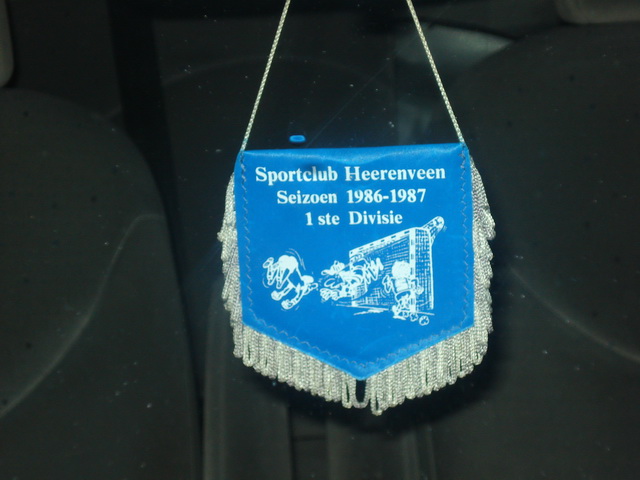 Sportclub Heerenveen
Seizoen 1986-1987
1 ste Divisie